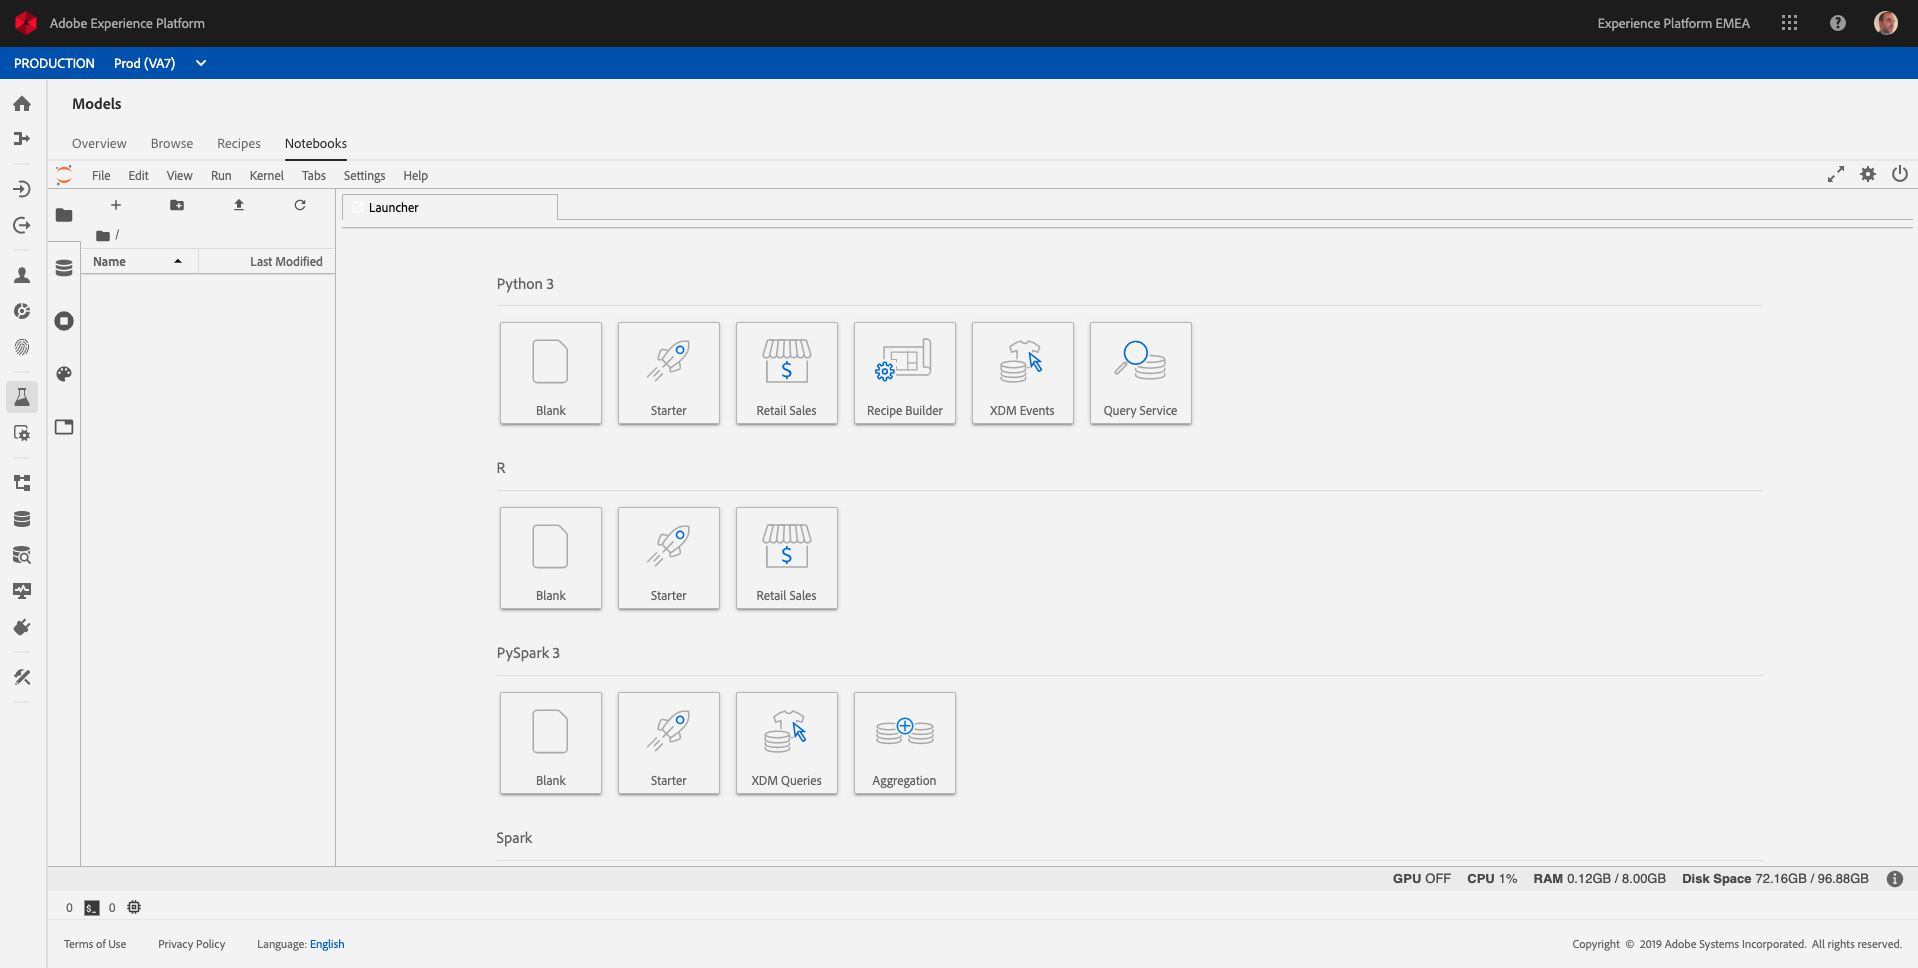 Adobe Experience Platform
Experience Platform EMEA
PRODUCTION Prod (VA7)
Models
Overview Browse Recipes Notebooks
File Edit View Run Kernel Tabs Settings Help
Launcher
/
Name Last Modified
Python 3
Blank Starter Retail Sales Recipe Builder XDM Events Query Service
R
Blank Starter Retail Sales
PySpark 3
Blank Starter XDM Queries Aggregation
Spark
GPU OFF CPU 1% RAM 0.12GB / 8.00GB Disk Space 72.16GB / 96.88GB
0 $_ 0
Terms of Use Privacy Policy Language: English
Copyright © 2019 Adobe Systems Incorporated. All rights reserved.